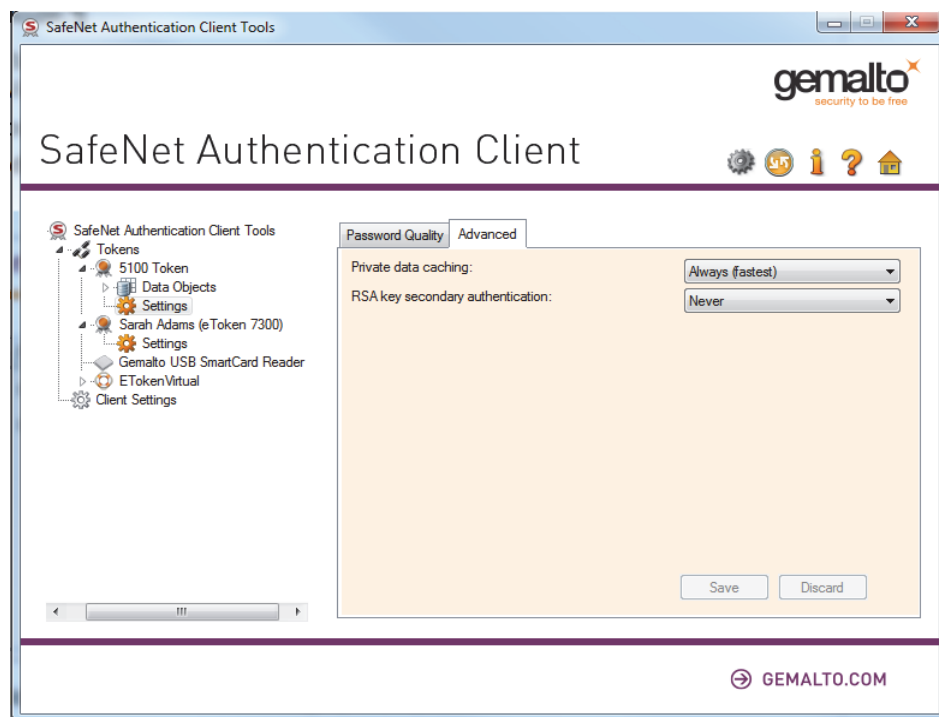 SafeNet Authentication Client Tools
gemalto
security to be free
SafeNet Authentication Client
SafeNet Authentication Client Tools
Tokens
5100 Token
Data Objects
Settings
Sarah Adams (eToken 7300)
Settings
Gemalto USB SmartCard Reader
ETokenVirtual
Client Settings
Password Quality Advanced
Private data caching: Always (fastest)
RSA key secondary authentication: Never
Save Discard
GEMALTO.COM